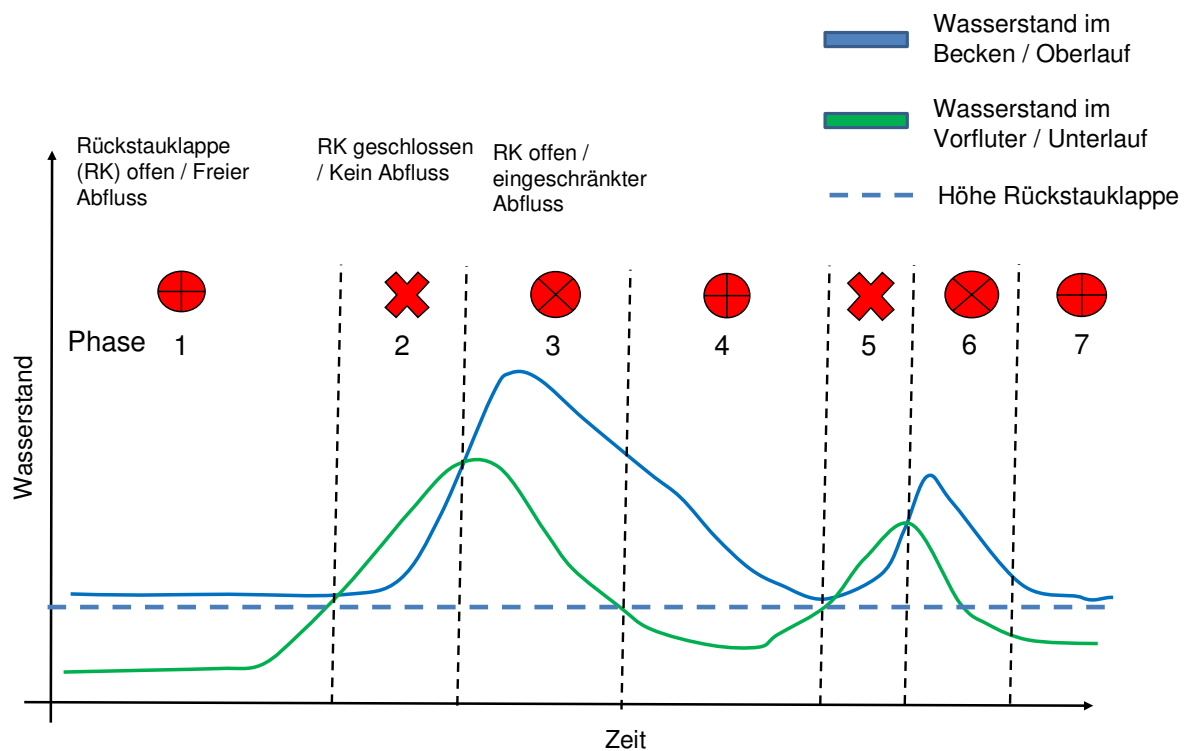 Wasserstand im
Becken / Oberlauf
Wasserstand im
Vorfluter / Unterlauf
Höhe Rückstauklappe
Rückstauklappe
(RK) offen / Freier
Abfluss
RK geschlossen
/ Kein Abfluss
RK offen /
eingeschränkter
Abfluss
Phase 1 2 3 4 5 6 7
Wasserstand
Zeit